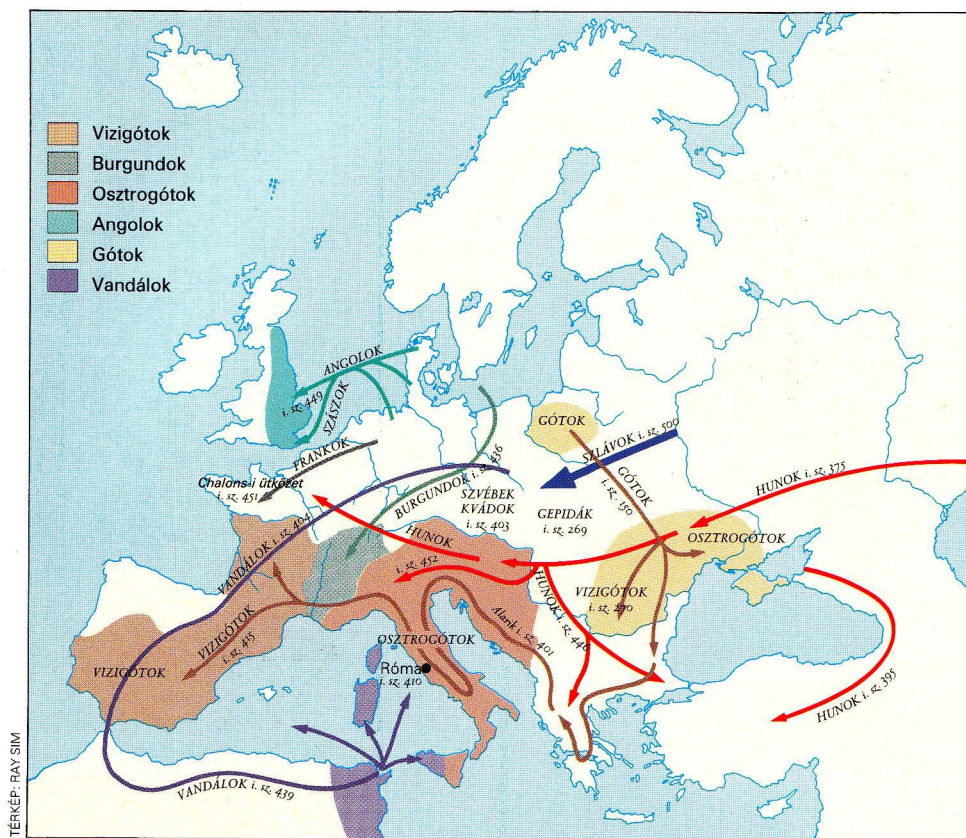 Vizigótok
Burgundok
Osztrogótok
Angolok
Gótok
Vandálok
ANGOLOK
i. sz. 449
SZÁSZOK
FRANKOK
Chalons-i ütközet
i. sz. 451
BURGUNDOK i. sz. 436
GÓTOK
SZLÁVOK i. sz. 500
GÓTOK
i. sz. 150
HUNOK i. sz. 375
SZVÉBEK
KVÁDOK
i. sz. 403
GEPIDÁK
i. sz. 269
OSZTROGÓTOK
HUNOK
i. sz. 452
VANDÁLOK i. sz. 404
VIZIGÓTOK
i. sz. 270
HUNOK i. sz. 446
Alank i. sz. 401
VIZIGÓTOK
i. sz. 415
VIZIGÓTOK
OSZTROGÓTOK
Róma
i. sz. 410
HUNOK i. sz. 395
VANDÁLOK i. sz. 439
TÉRKÉP: RAY SIM